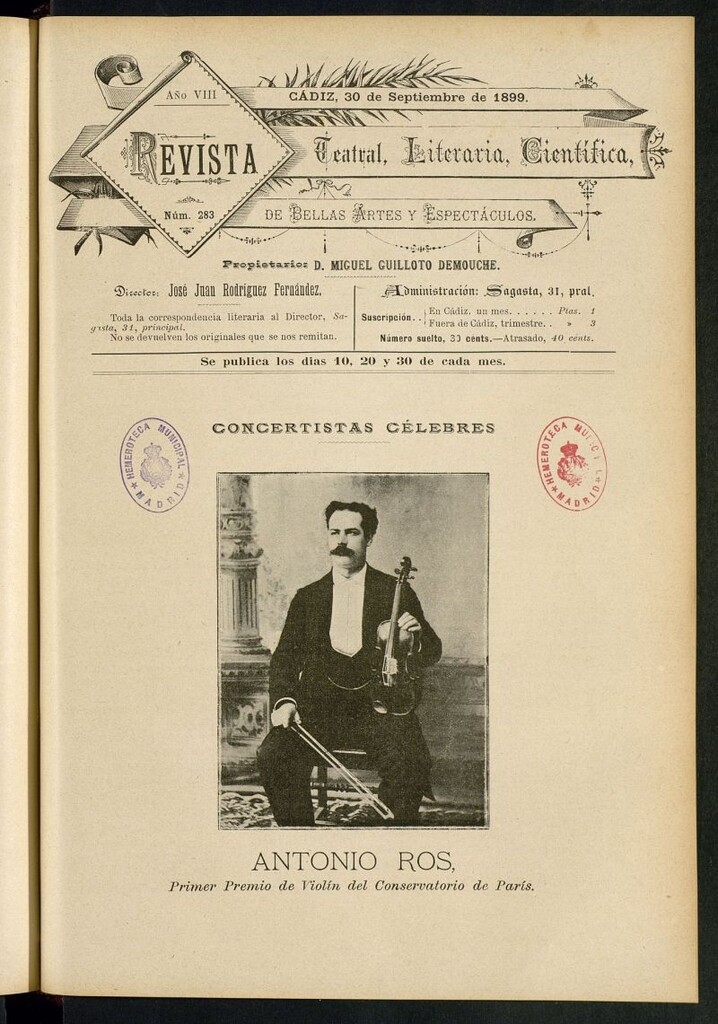 Año VIII
CÁDIZ, 30 de Septiembre de 1899.
REVISTA
Teatral, Literaria, Científica,
Núm. 283
DE BELLAS ARTES Y ESPECTÁCULOS.
Propietario: D. MIGUEL GUILLOTO DEMOUCHE.
Director: José Juan Rodríguez Fernández.
Toda la correspondencia literaria al Director, Sa-
gasta, 31, principal.
No se devuelven los originales que se nos remitan.
Administración: Sagasta, 31, pral.
Suscripción.. En Cádiz, un mes. . . . . . Ptas. 1
Fuera de Cádiz, trimestre. . » 3
Número suelto, 30 cents.—Atrasado, 40 cents.
Se publica los dias 10, 20 y 30 de cada mes.
CONCERTISTAS CÉLEBRES
HEMEROTECA MUNICIPAL
MADRID
HEMEROTECA MUNICIPAL
MADRID
ANTONIO ROS,
Primer Premio de Violín del Conservatorio de París.